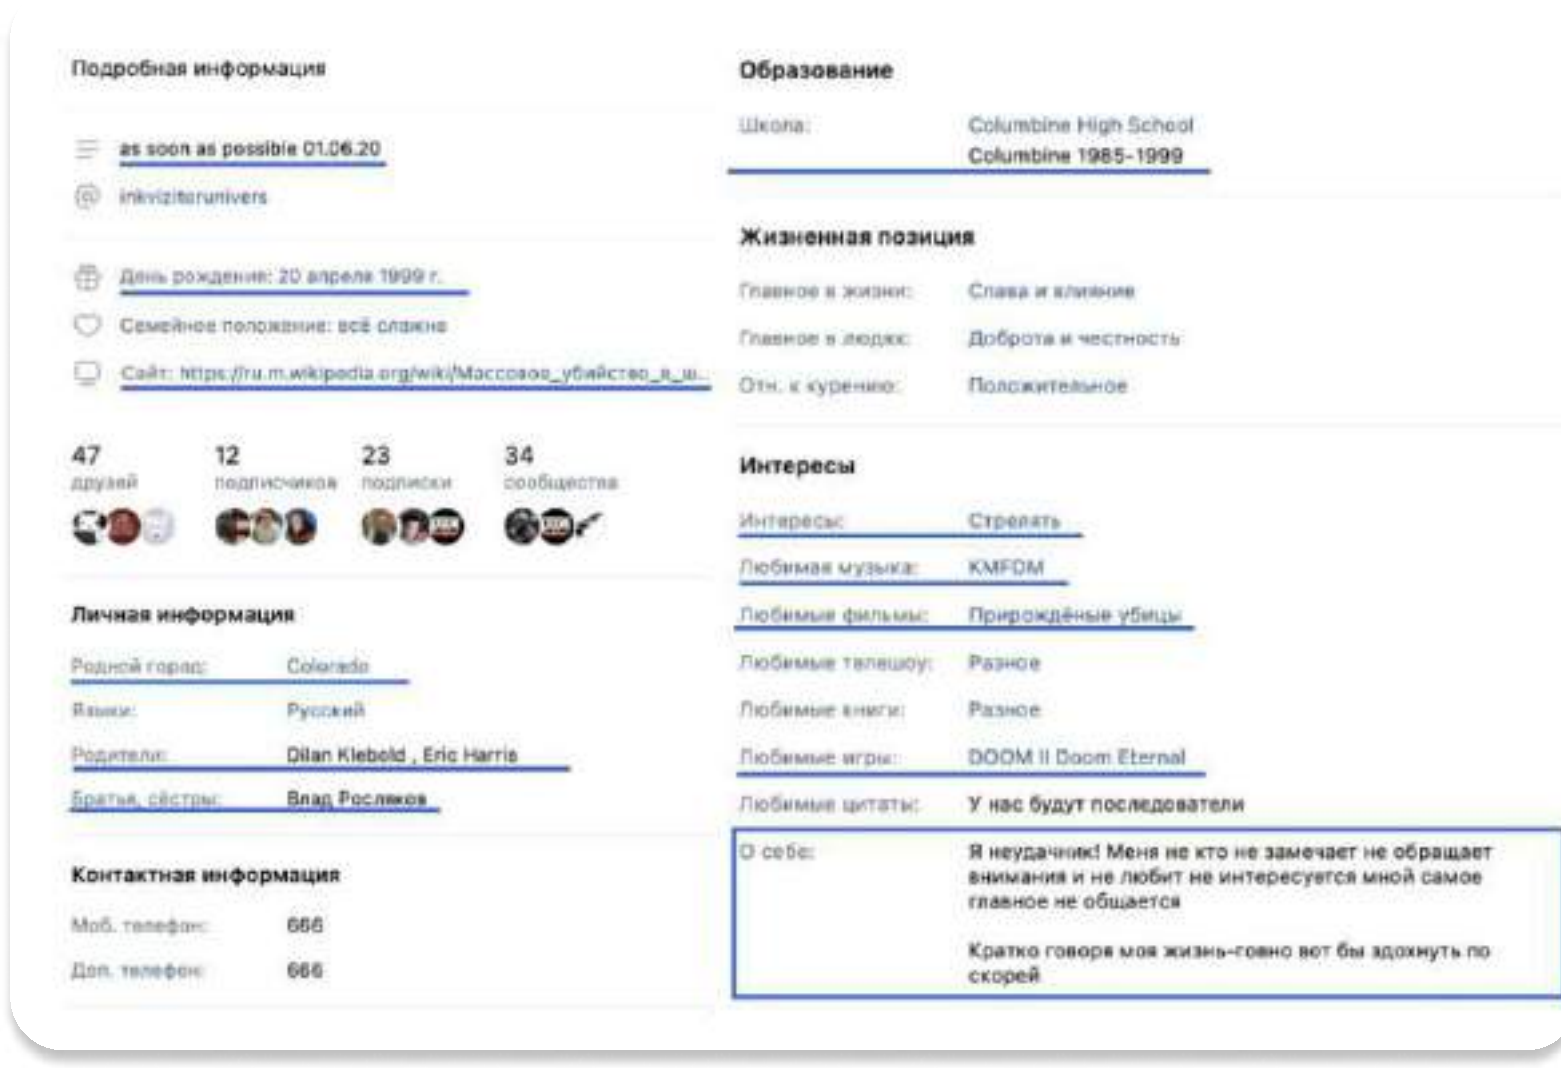 Подробная информация
as soon as possible 01.06.20
inkvizitorunivers
День рождения: 20 апреля 1999 г.
Семейное положение: всё сложно
Сайт: https://ru.m.wikipedia.org/wiki/Массовое_убийство_в_ш...
47
друзей
12
подписчиков
23
подписки
34
сообщества
Личная информация
Родной город: Colorado
Языки: Русский
Родители: Dilan Klebold , Eric Harris
Братья, сёстры: Влад Росляков
Контактная информация
Моб. телефон: 666
Доп. телефон: 666
Образование
Школа: Columbine High School
Columbine 1985-1999
Жизненная позиция
Главное в жизни: Слава и влияние
Главное в людях: Доброта и честность
Отн. к курению: Положительное
Интересы
Интересы: Стрелять
Любимая музыка: KMFDM
Любимые фильмы: Прирождёные убийцы
Любимые телешоу: Разное
Любимые книги: Разное
Любимые игры: DOOM II Doom Eternal
Любимые цитаты: У нас будут последователи
О себе: Я неудачник! Меня не кто не замечает не обращает
внимания и не любит не интересуется мной самое
главное не общается
Кратко говоря моя жизнь-говно вот бы здохнуть по
скорей